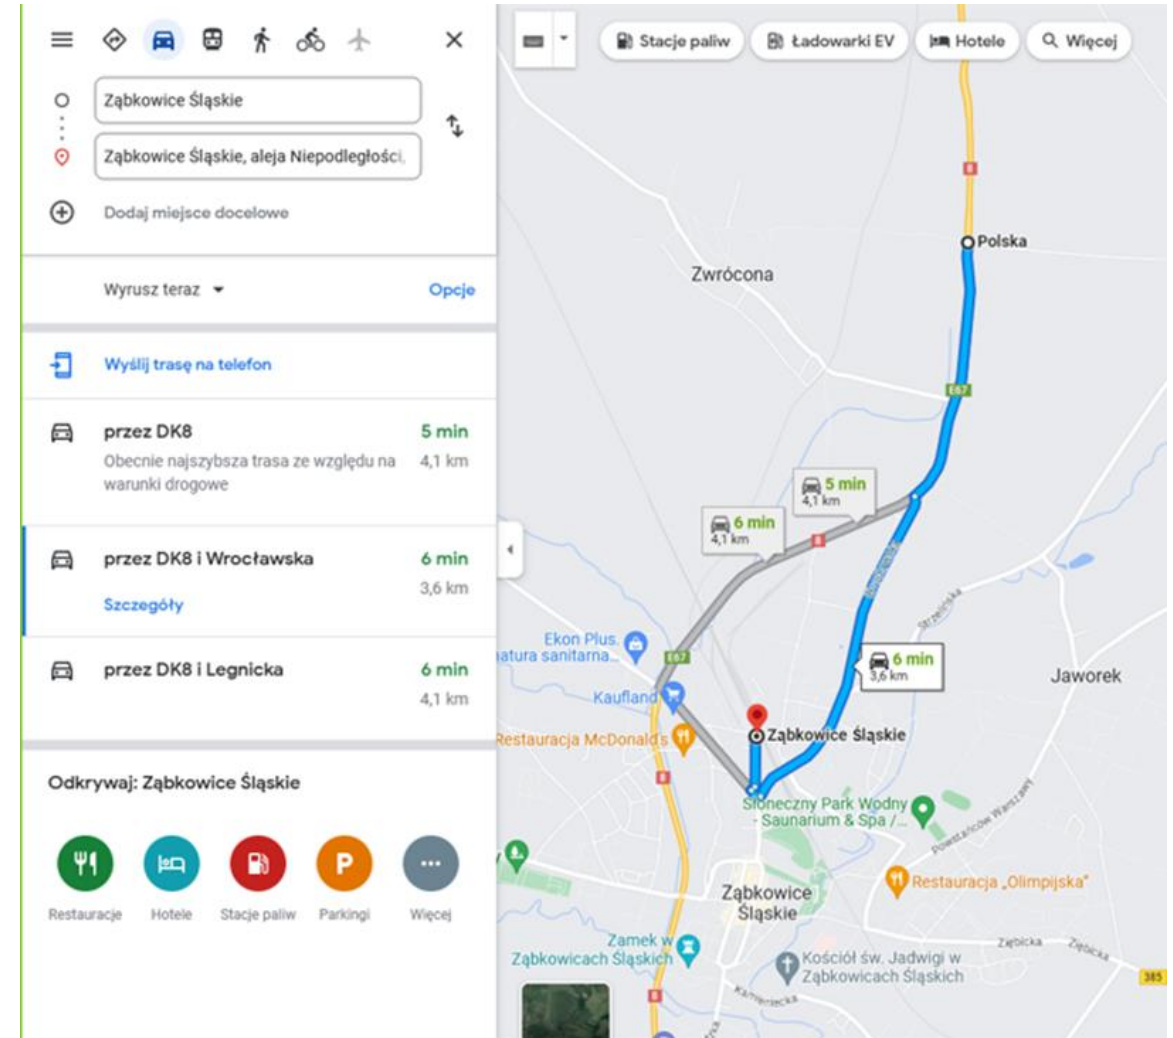 Ząbkowice Śląskie
Ząbkowice Śląskie, aleja Niepodległości,
Dodaj miejsce docelowe
Wyrusz teraz
Opcje
Wyślij trasę na telefon
przez DK8
5 min
Obecnie najszybsza trasa ze względu na
4,1 km
warunki drogowe
przez DK8 i Wrocławska
6 min
3,6 km
Szczegóły
przez DK8 i Legnicka
6 min
4,1 km
Odkrywaj: Ząbkowice Śląskie
P
Restauracje
Hotele
Stacje paliw
Parkingi
Więcej
Stacje paliw
Ładowarki EV
Hotele
Więcej
8
Polska
Zwrócona
E67
5 min
4,1 km
6 min
4,1 km
8
Strzelińska
Ekon Plus.
atura sanitarna...
E67
6 min
3,6 km
Jaworek
Kaufland
Restauracja McDonald's
Ząbkowice Śląskie
8
Słoneczny Park Wodny
- Saunarium & Spa /...
Powstańców Warszawy
Restauracja „Olimpijska"
Ząbkowice
Śląskie
Zamek w
Ząbkowicach Śląskich
Ziębicka
Ziębicka
Kościół św. Jadwigi w
Ząbkowicach Śląskich
385
Kamieniecka
8